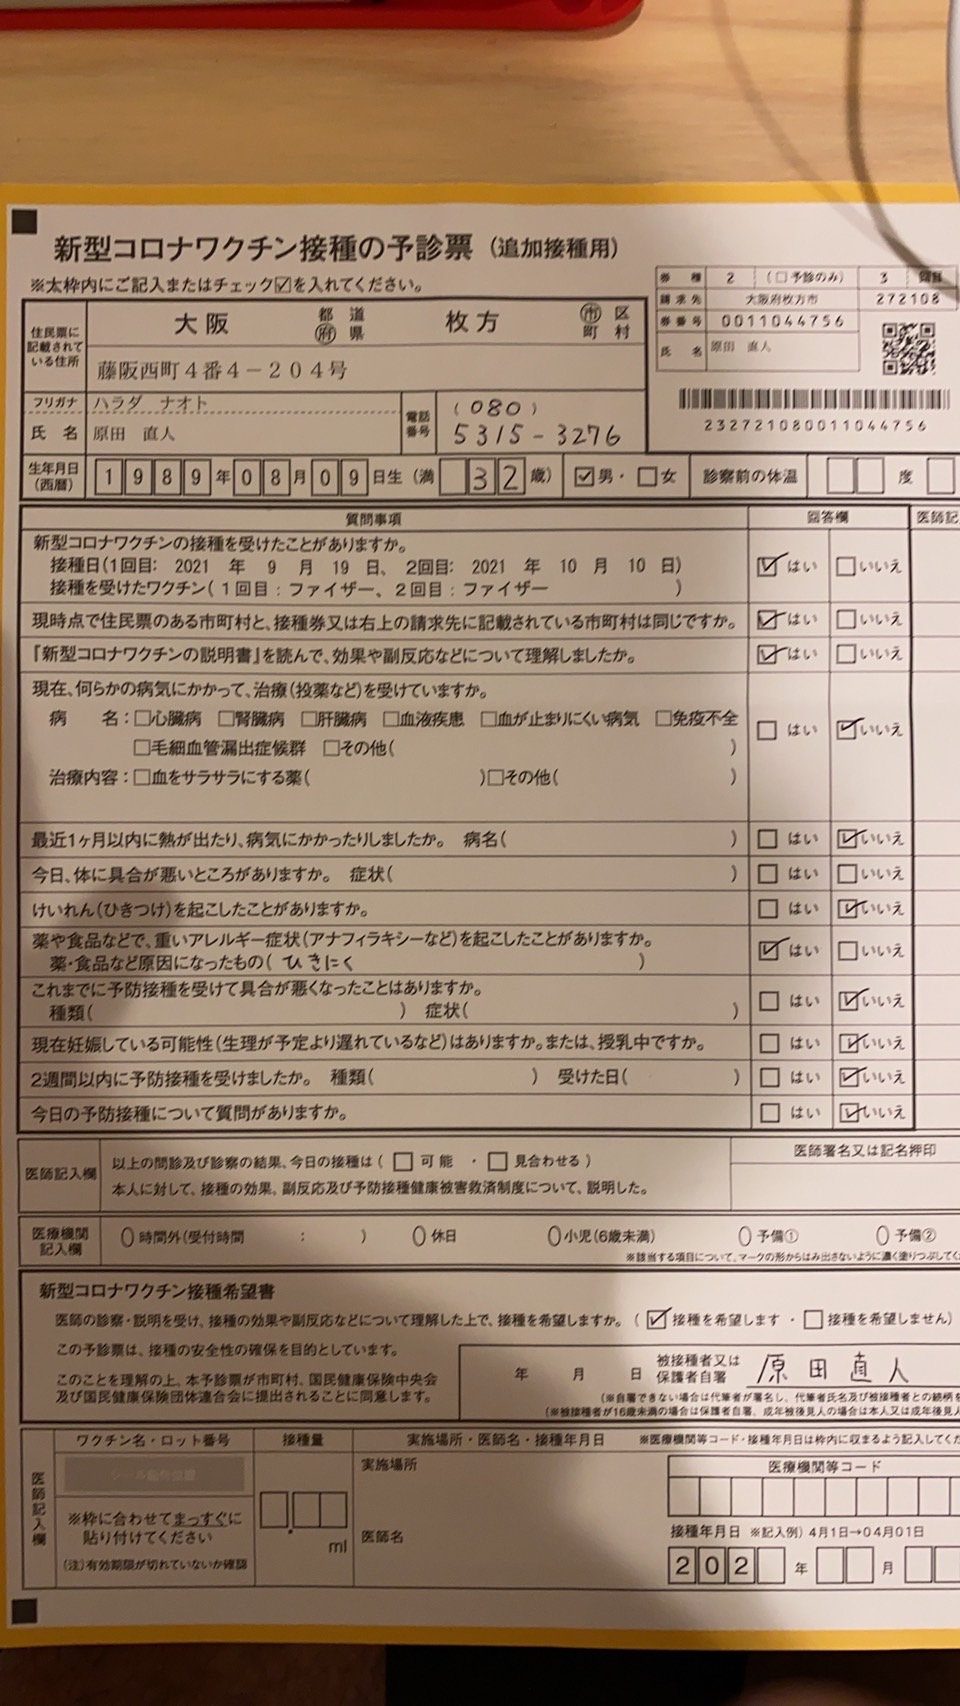 新型コロナワクチン接種の予診票（追加接種用）
※太枠内にご記入またはチェック☑を入れてください。
券種 2 （□予診のみ） 3 回目
請求先 大阪府枚方市 272108
券番号 0011044756
氏名 原田 直人
232721080011044756
住民票に記載されている住所 大阪 都道府県 枚方 市区町村
藤阪西町４番４－２０４号
フリガナ ハラダ ナオト
氏名 原田 直人
電話番号 (080) 5315-3276
生年月日(西暦) 1989年08月09日生（満 32歳） ☑男・□女 診察前の体温 度
質問事項 回答欄 医師記
新型コロナワクチンの接種を受けたことがありますか。
接種日(1回目: 2021 年 9 月 19 日、 2回目: 2021 年 10 月 10 日) ☑はい □いいえ
接種を受けたワクチン(1回目：ファイザー、2回目：ファイザー )
現時点で住民票のある市町村と、接種券又は右上の請求先に記載されている市町村は同じですか。 ☑はい □いいえ
『新型コロナワクチンの説明書』を読んで、効果や副反応などについて理解しましたか。 ☑はい □いいえ
現在、何らかの病気にかかって、治療(投薬など)を受けていますか。
病名：□心臓病 □腎臓病 □肝臓病 □血液疾患 □血が止まりにくい病気 □免疫不全 □はい ☑いいえ
□毛細血管漏出症候群 □その他( )
治療内容：□血をサラサラにする薬( )□その他( )
最近1ヶ月以内に熱が出たり、病気にかかったりしましたか。 病名( ) □はい ☑いいえ
今日、体に具合が悪いところがありますか。 症状( ) □はい □いいえ
けいれん(ひきつけ)を起こしたことがありますか。 □はい ☑いいえ
薬や食品などで、重いアレルギー症状(アナフィラキシーなど)を起こしたことがありますか。 ☑はい □いいえ
薬・食品など原因になったもの( ひきにく )
これまでに予防接種を受けて具合が悪くなったことはありますか。 □はい ☑いいえ
種類( ) 症状( )
現在妊娠している可能性(生理が予定より遅れているなど)はありますか。または、授乳中ですか。 □はい ☑いいえ
2週間以内に予防接種を受けましたか。 種類( ) 受けた日( ) □はい ☑いいえ
今日の予防接種について質問がありますか。 □はい ☑いいえ
医師記入欄 以上の問診及び診察の結果、今日の接種は（ □可能 ・ □見合わせる ） 医師署名又は記名押印
本人に対して、接種の効果、副反応及び予防接種健康被害救済制度について、説明した。
医療機関記入欄 時間外(受付時間 : ) 休日 小児(6歳未満) 予備① 予備②
※該当する項目について、マークの形からはみ出さないように濃く塗りつぶしてく
新型コロナワクチン接種希望書
医師の診察・説明を受け、接種の効果や副反応などについて理解した上で、接種を希望しますか。（ ☑接種を希望します ・ □接種を希望しません）
この予診票は、接種の安全性の確保を目的としています。
このことを理解の上、本予診票が市町村、国民健康保険中央会
及び国民健康保険団体連合会に提出されることに同意します。
年 月 日 被接種者又は保護者自署 原田直人
(※自署できない場合は代筆者が署名し、代筆者氏名及び被接種者との続柄を
(※被接種者が16歳未満の場合は保護者自署、成年被後見人の場合は本人又は成年後見人
医師記入欄
ワクチン名・ロット番号 接種量 実施場所・医師名・接種年月日 ※医療機関等コード・接種年月日は枠内に収まるよう記入してくだ
実施場所 医療機関等コード
※枠に合わせてまっすぐに
貼り付けてください
(注)有効期限が切れていないか確認
ml
医師名
接種年月日 ※記入例) 4月1日→04月01日
202 年 月